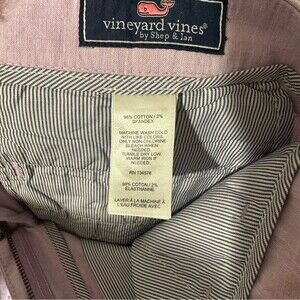 vineyard vines®
by Shep & Ian
98% COTTON / 2%
SPANDEX
MACHINE WASH COLD
WITH LIKE COLORS.
ONLY NON-CHLORINE
BLEACH WHEN
NEEDED.
TUMBLE DRY LOW.
WARM IRON IF
NEEDED.
RN 134578
98% COTON / 2%
ÉLASTHANNE
LAVER À LA MACHINE À
L'EAU FROIDE AVEC